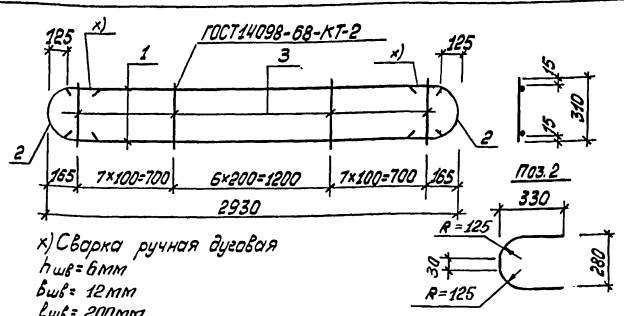 125
х)
ГОСТ14098-68-КТ-2
1
3
х)
125
15
310
15
2
2
165
7×100=700
6×200=1200
7×100=700
165
2930
Поз.2
330
R=125
30
280
R=125
х) Сварка ручная дуговая
hшв=6мм
Bшв=12мм
ℓшв=200мм